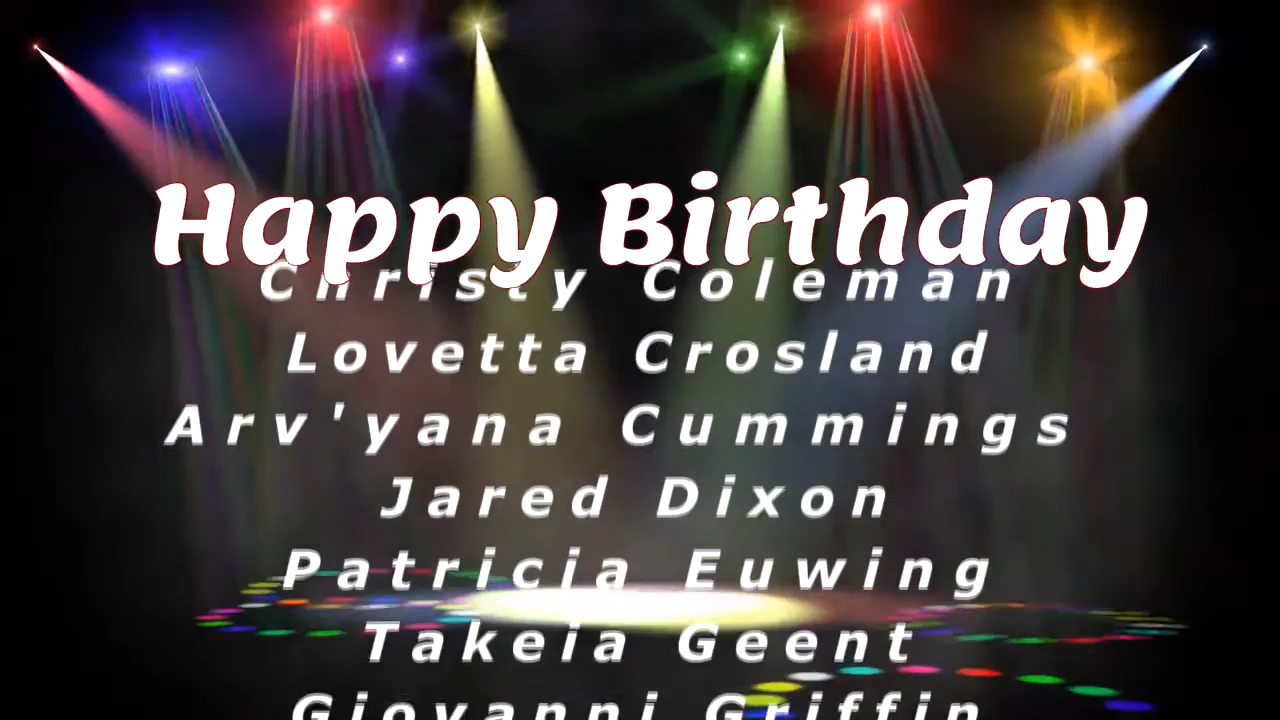 Happy Birthday
Christy Coleman
Lovetta Crosland
Arv'yana Cummings
Jared Dixon
Patricia Euwing
Takeia Geent
Giovanni Griffin